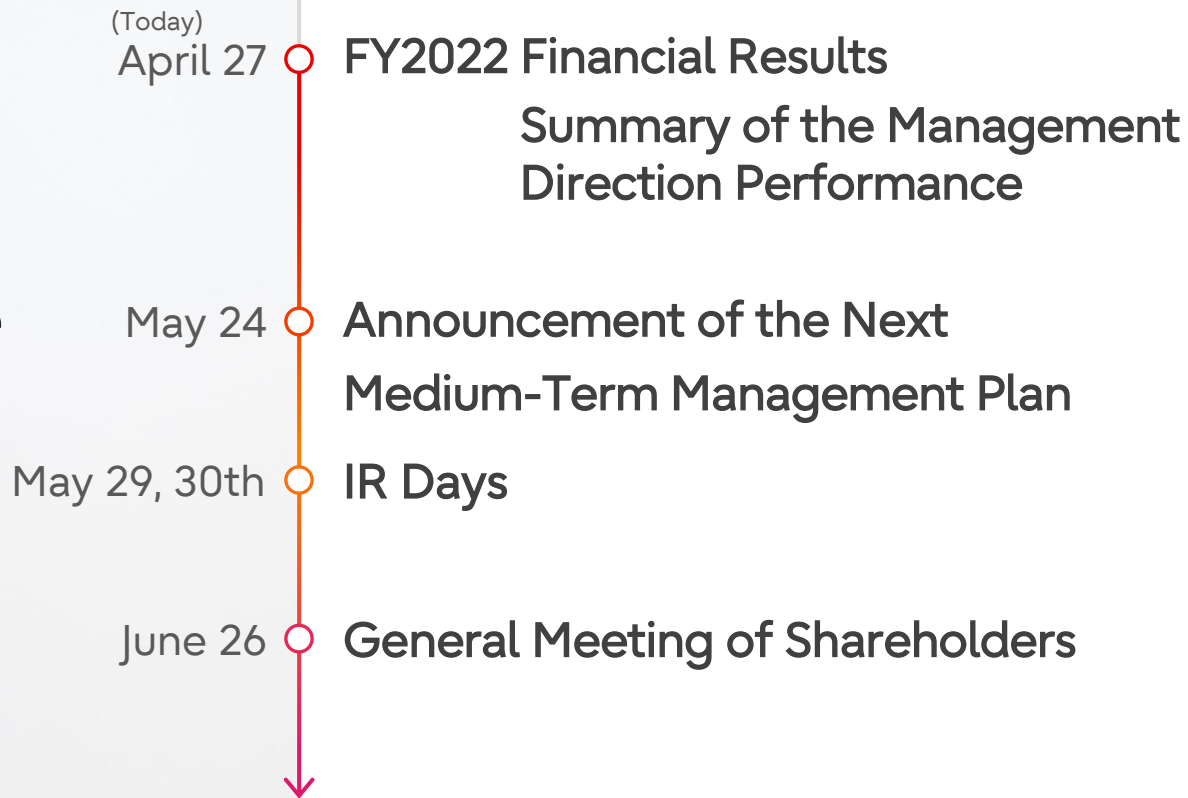 (Today)
April 27
FY2022 Financial Results
Summary of the Management
Direction Performance
May 24
Announcement of the Next
Medium-Term Management Plan
May 29, 30th
IR Days
June 26
General Meeting of Shareholders